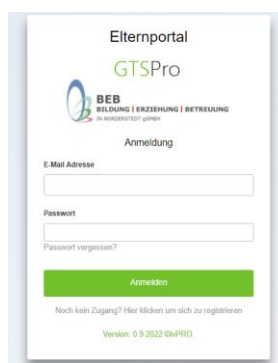 Elternportal
GTSPro
BEB
BILDUNG | ERZIEHUNG | BETREUUNG
IN NORDERSTEDT gGMBH
Anmeldung
E-Mail Adresse
Passwort
Passwort vergessen?
Anmelden
Noch kein Zugang? Hier klicken um sich zu registrieren
Version: 0.9 2022 ©ivPRO.